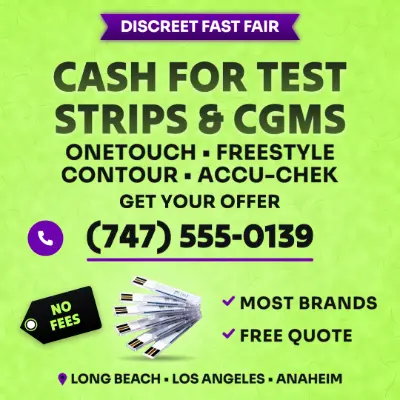 DISCREET FAST FAIR
CASH FOR TEST
STRIPS & CGMS
ONETOUCH ▪ FREESTYLE
CONTOUR ▪ ACCU-CHEK
GET YOUR OFFER
(747) 555-0139
NO
FEES
MOST BRANDS
FREE QUOTE
LONG BEACH ▪ LOS ANGELES ▪ ANAHEIM